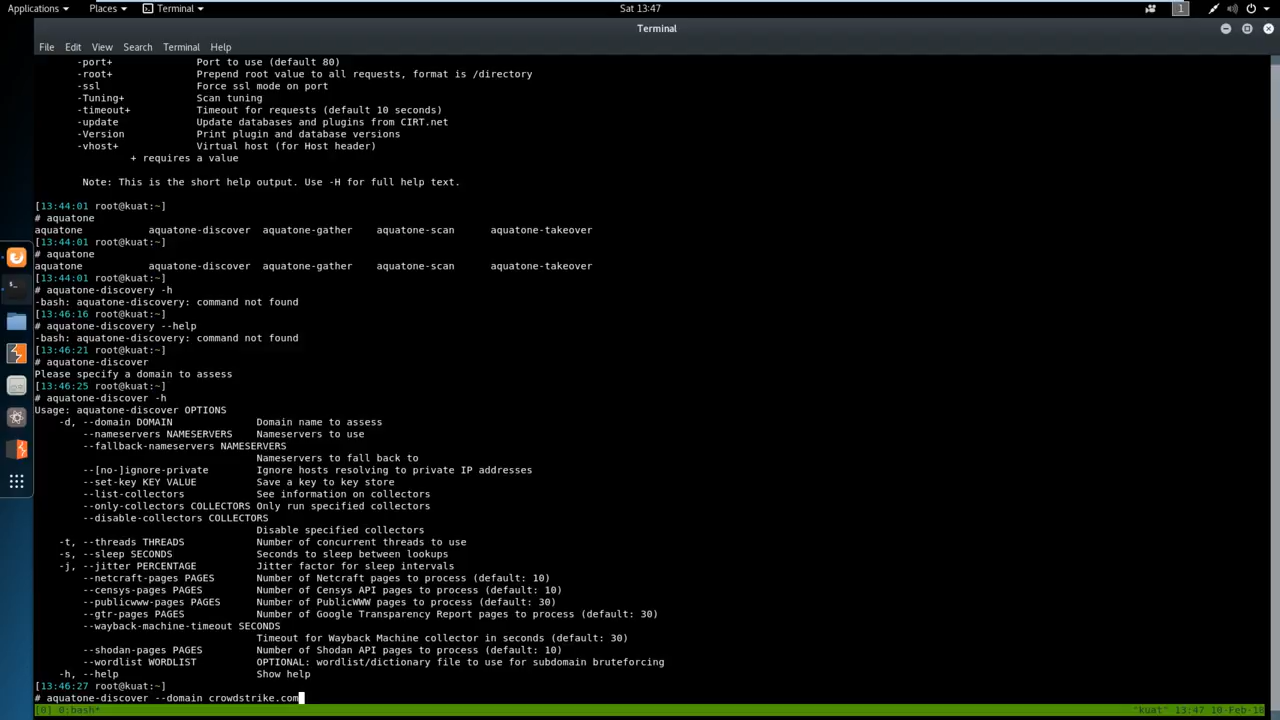 Applications Places Terminal Sat 13:47 1
Terminal
File Edit View Search Terminal Help
-port+ Port to use (default 80)
-root+ Prepend root value to all requests, format is /directory
-ssl Force ssl mode on port
-Tuning+ Scan tuning
-timeout+ Timeout for requests (default 10 seconds)
-update Update databases and plugins from CIRT.net
-Version Print plugin and database versions
-vhost+ Virtual host (for Host header)
+ requires a value
Note: This is the short help output. Use -H for full help text.
[13:44:01 root@kuat:~]
# aquatone
aquatone aquatone-discover aquatone-gather aquatone-scan aquatone-takeover
[13:44:01 root@kuat:~]
# aquatone
aquatone aquatone-discover aquatone-gather aquatone-scan aquatone-takeover
[13:44:01 root@kuat:~]
# aquatone-discovery -h
-bash: aquatone-discovery: command not found
[13:46:16 root@kuat:~]
# aquatone-discovery --help
-bash: aquatone-discovery: command not found
[13:46:21 root@kuat:~]
# aquatone-discover
Please specify a domain to assess
[13:46:25 root@kuat:~]
# aquatone-discover -h
Usage: aquatone-discover OPTIONS
-d, --domain DOMAIN Domain name to assess
--nameservers NAMESERVERS Nameservers to use
--fallback-nameservers NAMESERVERS
Nameservers to fall back to
--[no-]ignore-private Ignore hosts resolving to private IP addresses
--set-key KEY VALUE Save a key to key store
--list-collectors See information on collectors
--only-collectors COLLECTORS Only run specified collectors
--disable-collectors COLLECTORS
Disable specified collectors
-t, --threads THREADS Number of concurrent threads to use
-s, --sleep SECONDS Seconds to sleep between lookups
-j, --jitter PERCENTAGE Jitter factor for sleep intervals
--netcraft-pages PAGES Number of Netcraft pages to process (default: 10)
--censys-pages PAGES Number of Censys API pages to process (default: 10)
--publicwww-pages PAGES Number of PublicWWW pages to process (default: 30)
--gtr-pages PAGES Number of Google Transparency Report pages to process (default: 30)
--wayback-machine-timeout SECONDS
Timeout for Wayback Machine collector in seconds (default: 30)
--shodan-pages PAGES Number of Shodan API pages to process (default: 10)
--wordlist WORDLIST OPTIONAL: wordlist/dictionary file to use for subdomain bruteforcing
-h, --help Show help
[13:46:27 root@kuat:~]
# aquatone-discover --domain crowdstrike.com
[0] 0:bash* "kuat" 13:47 10-Feb-18